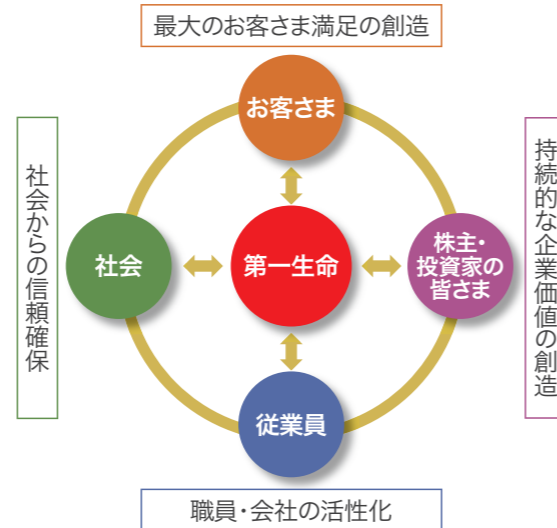 最大のお客さま満足の創造
お客さま
社会からの信頼確保
社会
第一生命
株主・
投資家の
皆さま
持続的な企業価値の創造
従業員
職員・会社の活性化